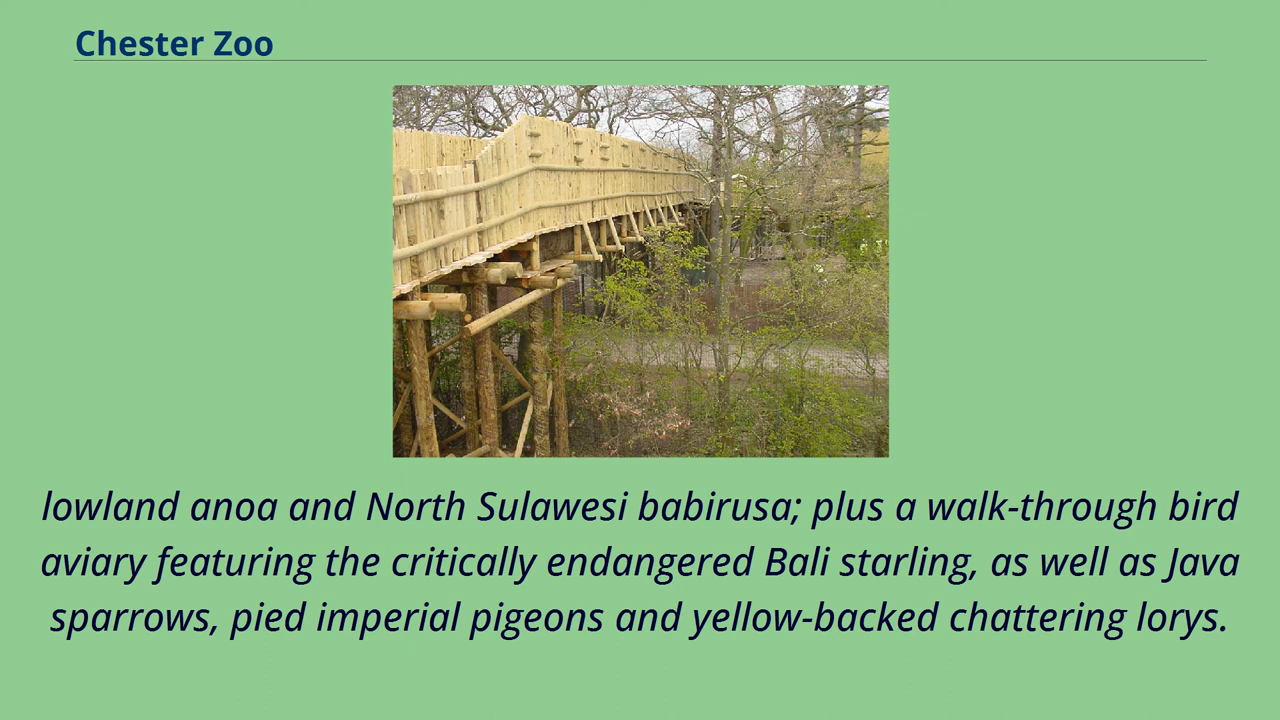 Chester Zoo
lowland anoa and North Sulawesi babirusa; plus a walk-through bird
aviary featuring the critically endangered Bali starling, as well as Java
sparrows, pied imperial pigeons and yellow-backed chattering lorys.